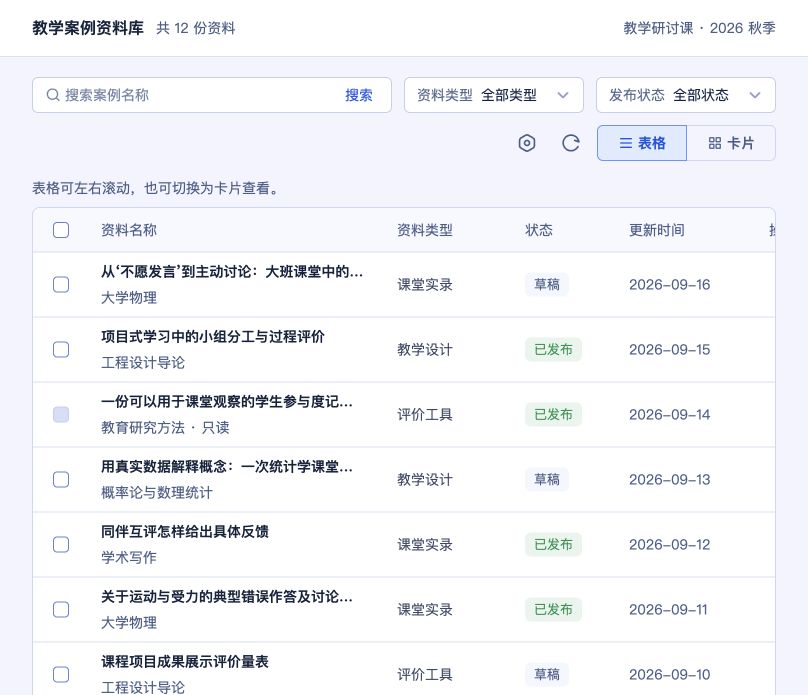 教学案例资料库 共 12 份资料 教学研讨课 · 2026 秋季
搜索案例名称 搜索 资料类型 全部类型 发布状态 全部状态
表格 卡片
表格可左右滚动，也可切换为卡片查看。
资料名称 资料类型 状态 更新时间
从‘不愿发言’到主动讨论：大班课堂中的...
大学物理
课堂实录 草稿 2026-09-16
项目式学习中的小组分工与过程评价
工程设计导论
教学设计 已发布 2026-09-15
一份可以用于课堂观察的学生参与度记...
教育研究方法 · 只读
评价工具 已发布 2026-09-14
用真实数据解释概念：一次统计学课堂...
概率论与数理统计
教学设计 草稿 2026-09-13
同伴互评怎样给出具体反馈
学术写作
课堂实录 已发布 2026-09-12
关于运动与受力的典型错误作答及讨论...
大学物理
课堂实录 已发布 2026-09-11
课程项目成果展示评价量表
工程设计导论
评价工具 草稿 2026-09-10